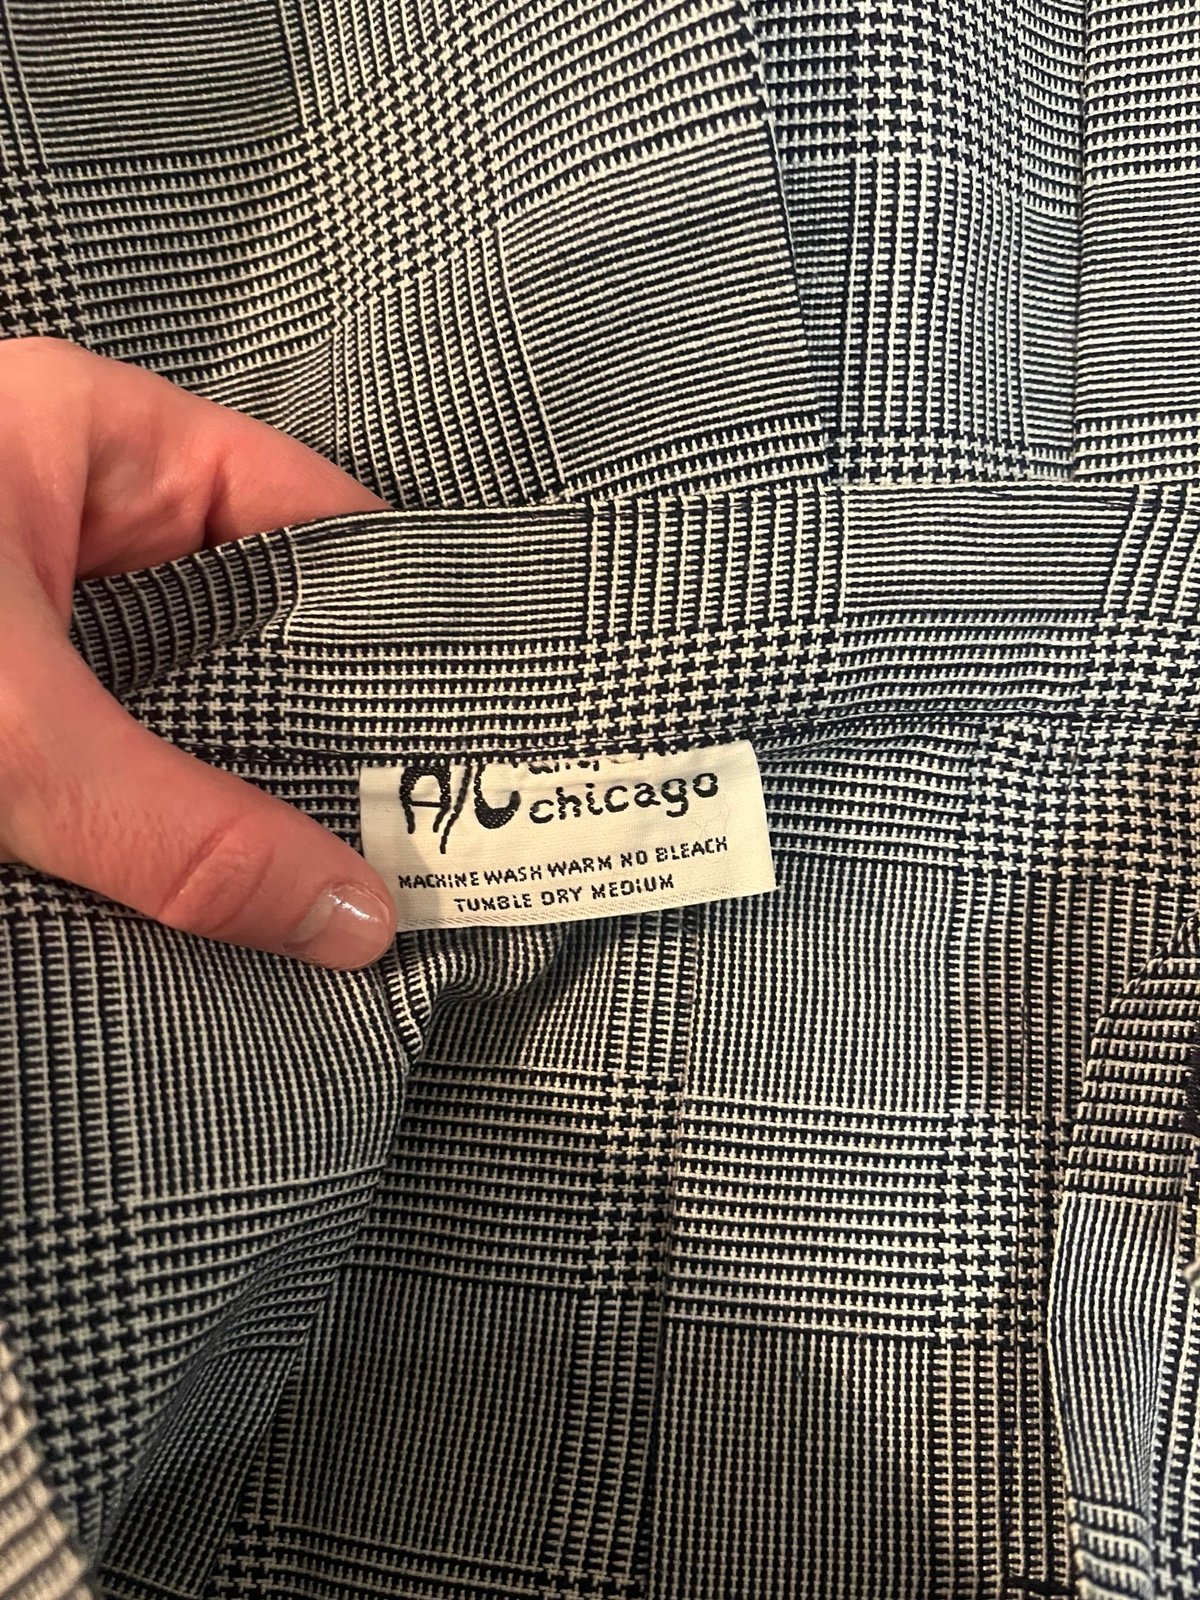 A/C
chicago
MACHINE WASH WARM NO BLEACH
TUMBLE DRY MEDIUM